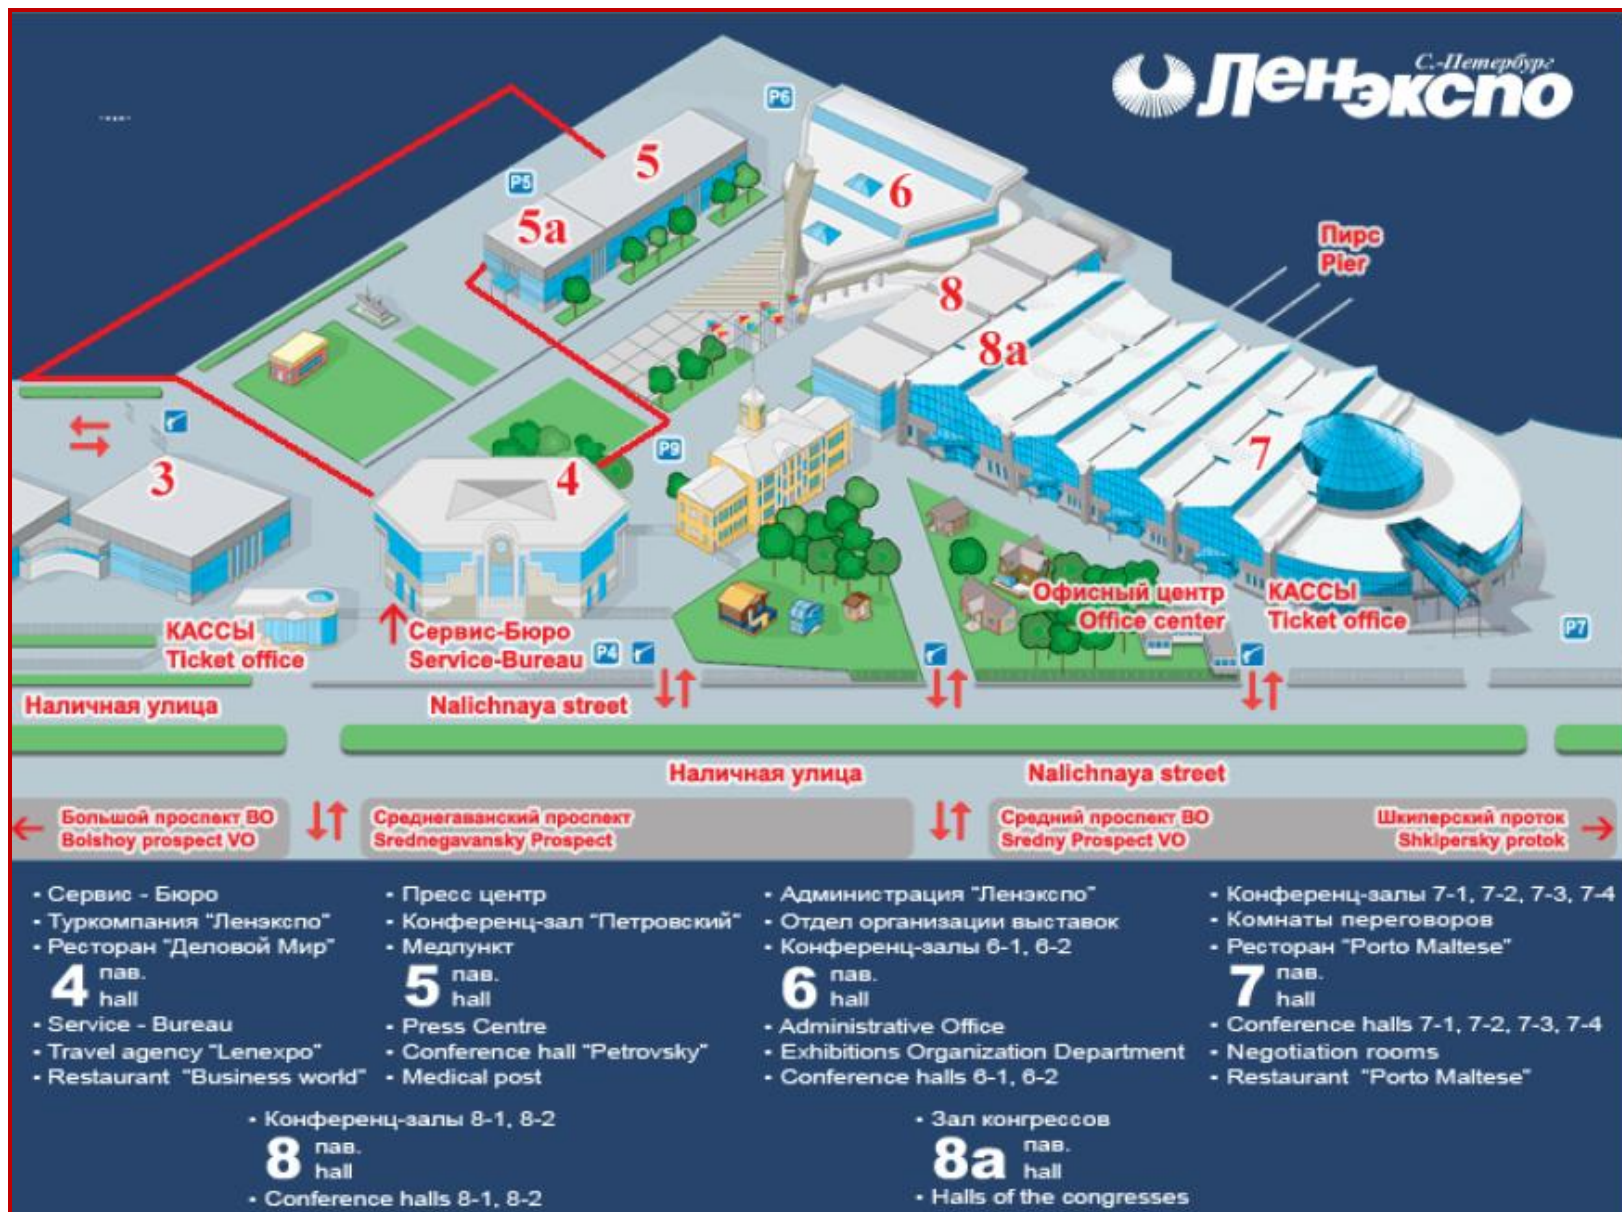 С.-Петербург
ЛенЭкспо
P6
5
P5
6
5a
Пирс
Pier
8
8a
7
P9
3
4
Офисный центр
Office center
КАССЫ
Ticket office
КАССЫ
Ticket office
Сервис-Бюро
Service-Bureau
P4
P7
Наличная улица
Nalichnaya street
Наличная улица
Nalichnaya street
Большой проспект ВО
Bolshoy prospect VO
Среднегаванский проспект
Srednegavansky Prospect
Средний проспект ВО
Sredny Prospect VO
Шкиперский проток
Shkipersky protok
• Сервис - Бюро
• Туркомпания "Ленэкспо"
• Ресторан "Деловой Мир"
4 пав.
hall
• Service - Bureau
• Travel agency "Lenexpo"
• Restaurant "Business world"
• Пресс центр
• Конференц-зал "Петровский"
• Медпункт
5 пав.
hall
• Press Centre
• Conference hall "Petrovsky"
• Medical post
• Администрация "Ленэкспо"
• Отдел организации выставок
• Конференц-залы 6-1, 6-2
6 пав.
hall
• Administrative Office
• Exhibitions Organization Department
• Conference halls 6-1, 6-2
• Конференц-залы 7-1, 7-2, 7-3, 7-4
• Комнаты переговоров
• Ресторан "Porto Maltese"
7 пав.
hall
• Conference halls 7-1, 7-2, 7-3, 7-4
• Negotiation rooms
• Restaurant "Porto Maltese"
• Конференц-залы 8-1, 8-2
8 пав.
hall
• Conference halls 8-1, 8-2
• Зал конгрессов
8a пав.
hall
• Halls of the congresses